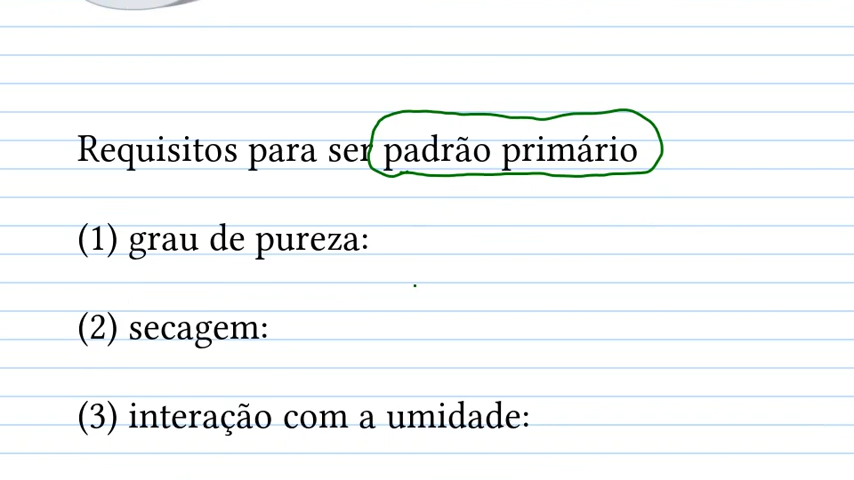 Requisitos para ser padrão primário
(1) grau de pureza:
(2) secagem:
(3) interação com a umidade: